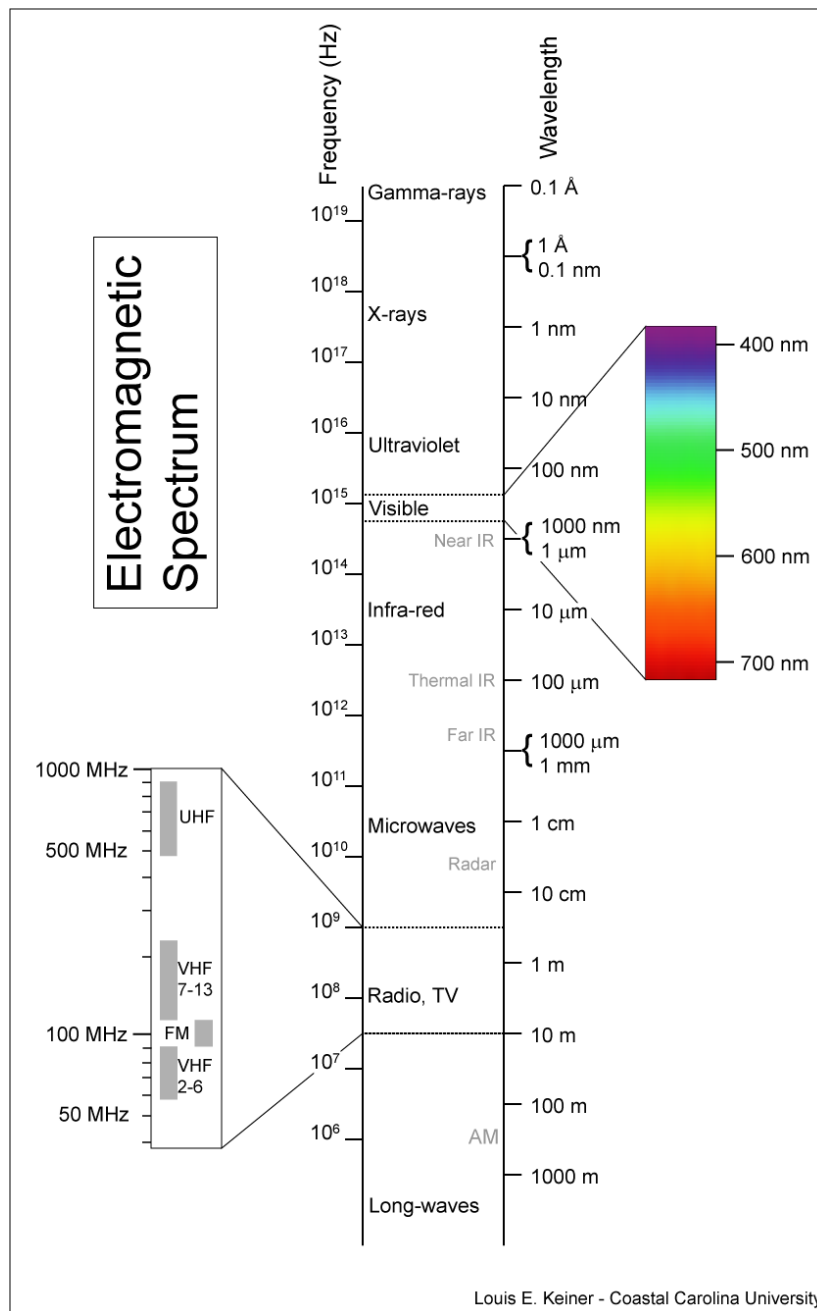 Electromagnetic
Spectrum
Frequency (Hz)
Wavelength
10¹⁹
10¹⁸
10¹⁷
10¹⁶
10¹⁵
10¹⁴
10¹³
10¹²
10¹¹
10¹⁰
10⁹
10⁸
10⁷
10⁶
Gamma-rays
X-rays
Ultraviolet
Visible
Near IR
Infra-red
Thermal IR
Far IR
Microwaves
Radar
Radio, TV
AM
Long-waves
0.1 Å
1 Å
0.1 nm
1 nm
10 nm
100 nm
1000 nm
1 μm
10 μm
100 μm
1000 μm
1 mm
1 cm
10 cm
1 m
10 m
100 m
1000 m
400 nm
500 nm
600 nm
700 nm
1000 MHz
500 MHz
100 MHz
50 MHz
UHF
VHF
7-13
FM
VHF
2-6
Louis E. Keiner - Coastal Carolina University